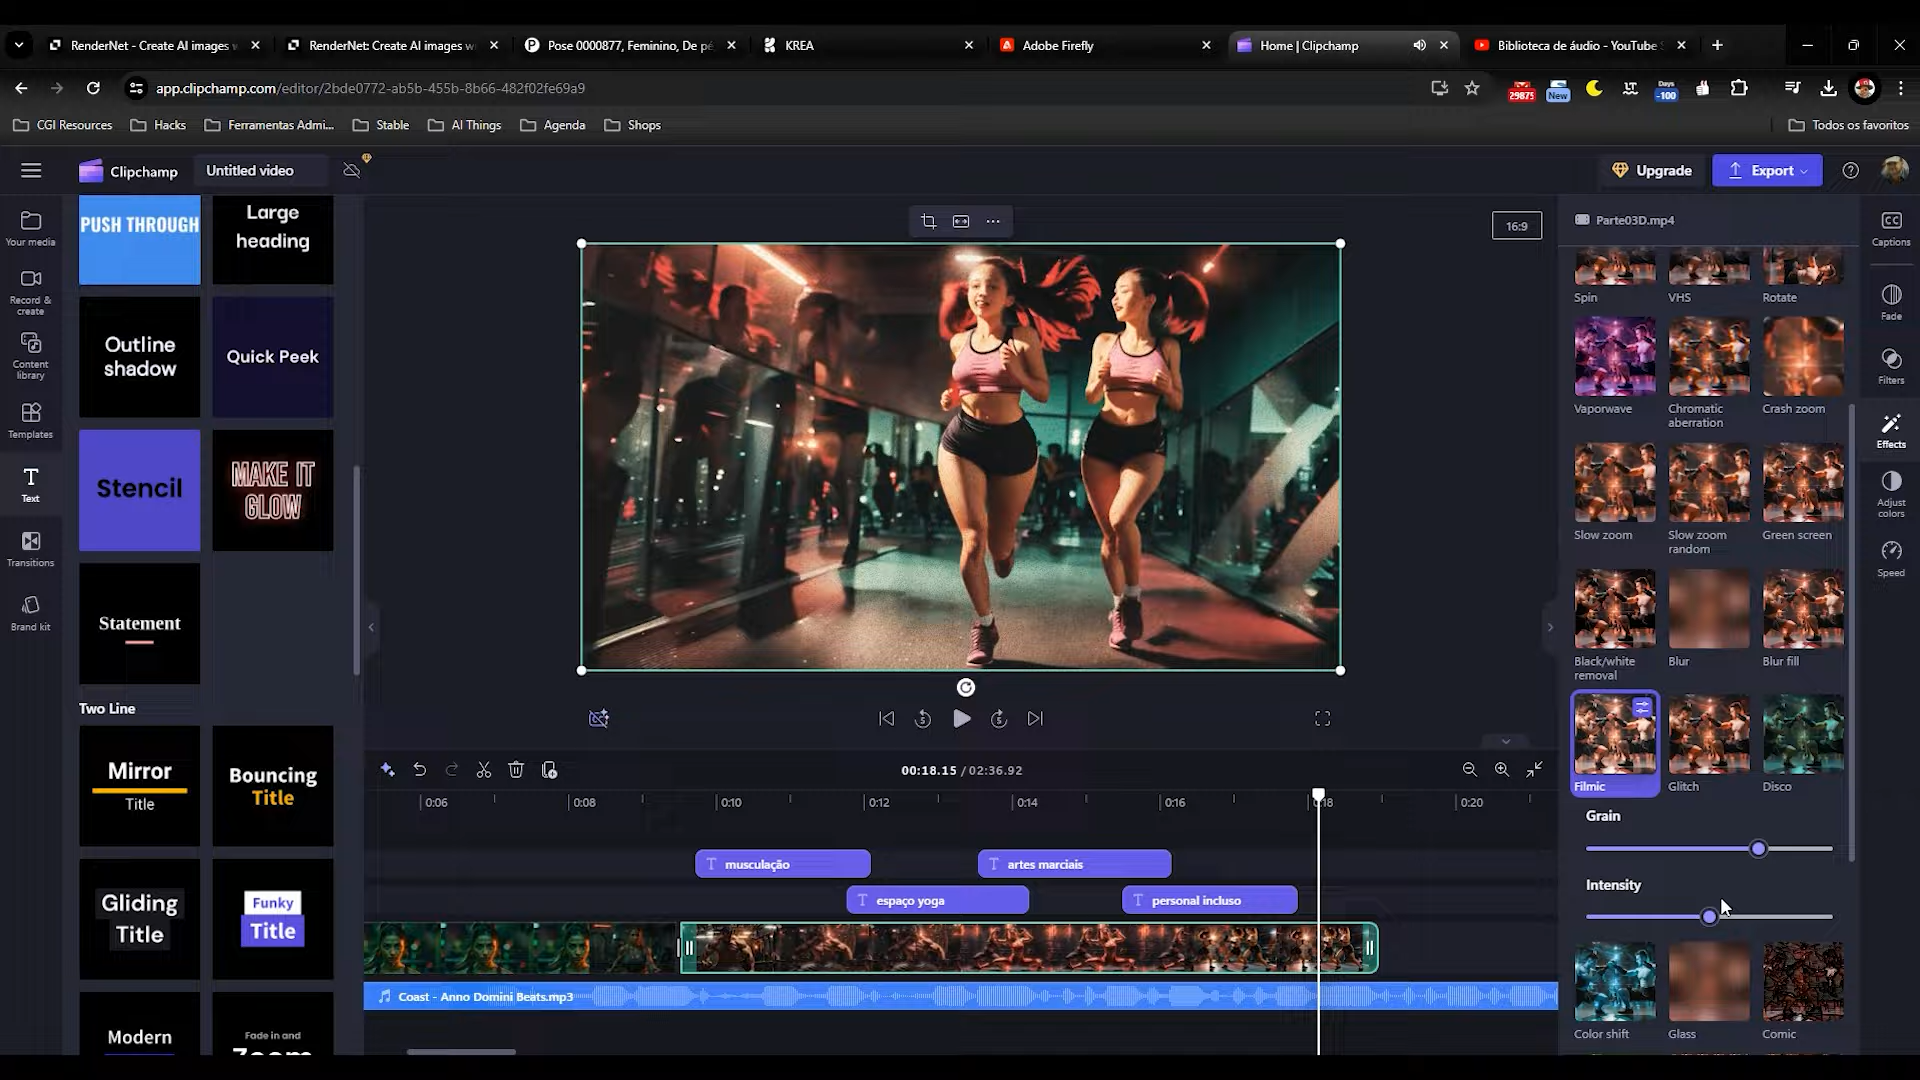 RenderNet - Create AI images
RenderNet: Create AI images w
Pose 0000877, Feminino, De pé
KREA
Adobe Firefly
Home | Clipchamp
Biblioteca de áudio - YouTube
app.clipchamp.com/editor/2bde0772-ab5b-455b-8b66-482f02fe69a9
29875
New
Days
-100
CGI Resources
Hacks
Ferramentas Admi...
Stable
AI Things
Agenda
Shops
Todos os favoritos
Clipchamp
Untitled video
Upgrade
Export
Your media
Record & create
Content library
Templates
Text
Transitions
Brand kit
PUSH THROUGH
Large
heading
Outline
shadow
Quick Peek
Stencil
MAKE IT
GLOW
Statement
Two Line
Mirror
Title
Bouncing
Title
Gliding
Title
Funky
Title
Modern
Fade in and
Zoom
16:9
Parte03D.mp4
Spin
VHS
Rotate
Vaporwave
Chromatic
aberration
Crash zoom
Slow zoom
Slow zoom
random
Green screen
Black/white
removal
Blur
Blur fill
Filmic
Glitch
Disco
Grain
Intensity
Color shift
Glass
Comic
CC
Captions
Fade
Filters
Effects
Adjust
colors
Speed
5
5
00:18.15 / 02:36.92
0:06
0:08
0:10
0:12
0:14
0:16
0:18
0:20
T musculação
T artes marciais
T espaço yoga
T personal incluso
Coast - Anno Domini Beats.mp3